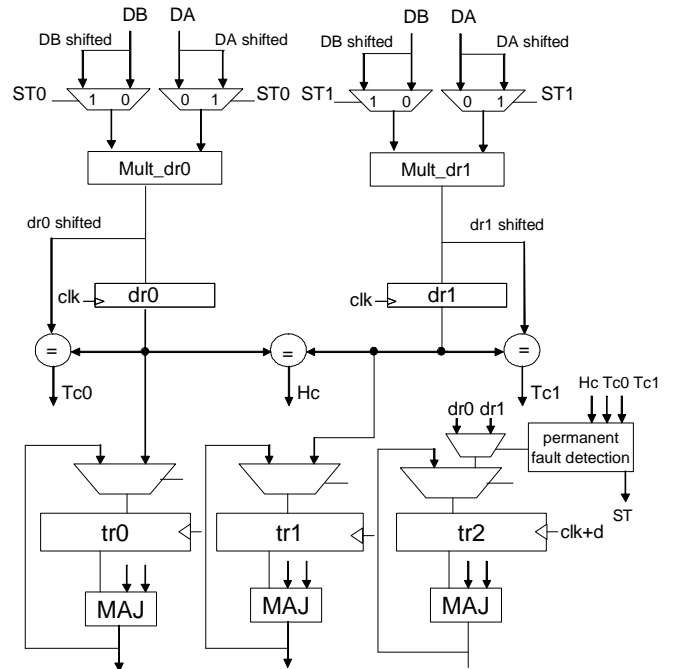 DB DA DB DA
DB shifted DA shifted DB shifted DA shifted
ST0 1 0 0 1 ST0 ST1 1 0 0 1 ST1
Mult_dr0 Mult_dr1
dr0 shifted dr1 shifted
clk dr0 clk dr1
= = =
Tc0 Hc Tc1
Hc Tc0 Tc1
dr0 dr1
permanent
fault detection
ST
tr0 tr1 tr2 clk+d
MAJ MAJ MAJ